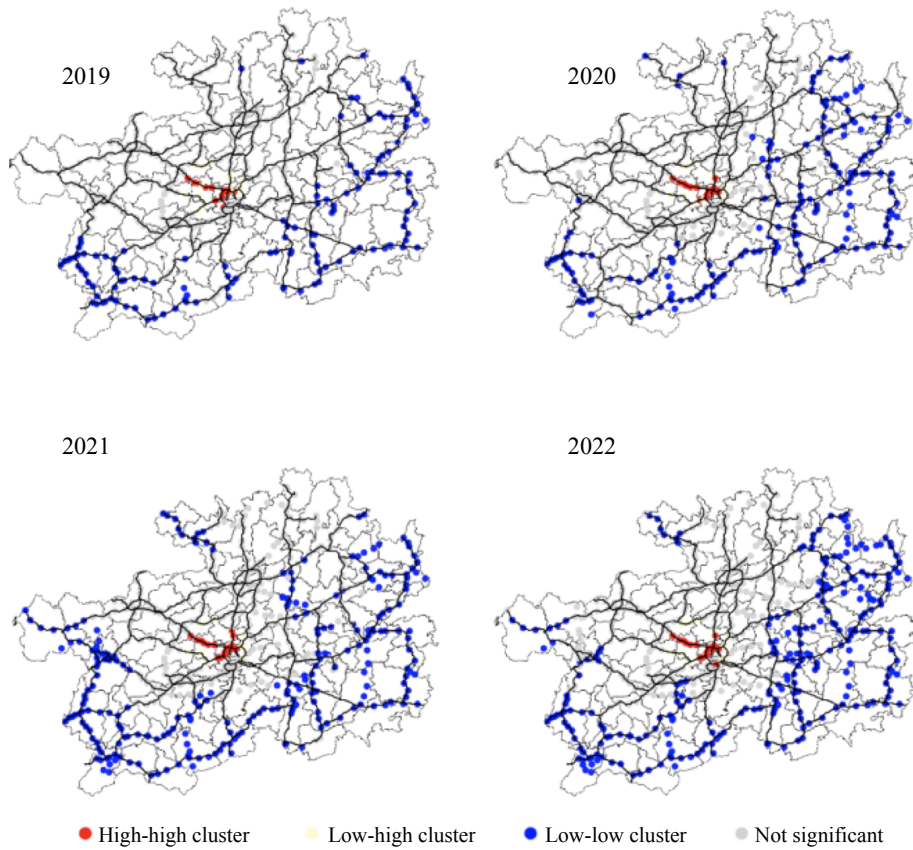 2019
2020
2021
2022
High-high cluster
Low-high cluster
Low-low cluster
Not significant